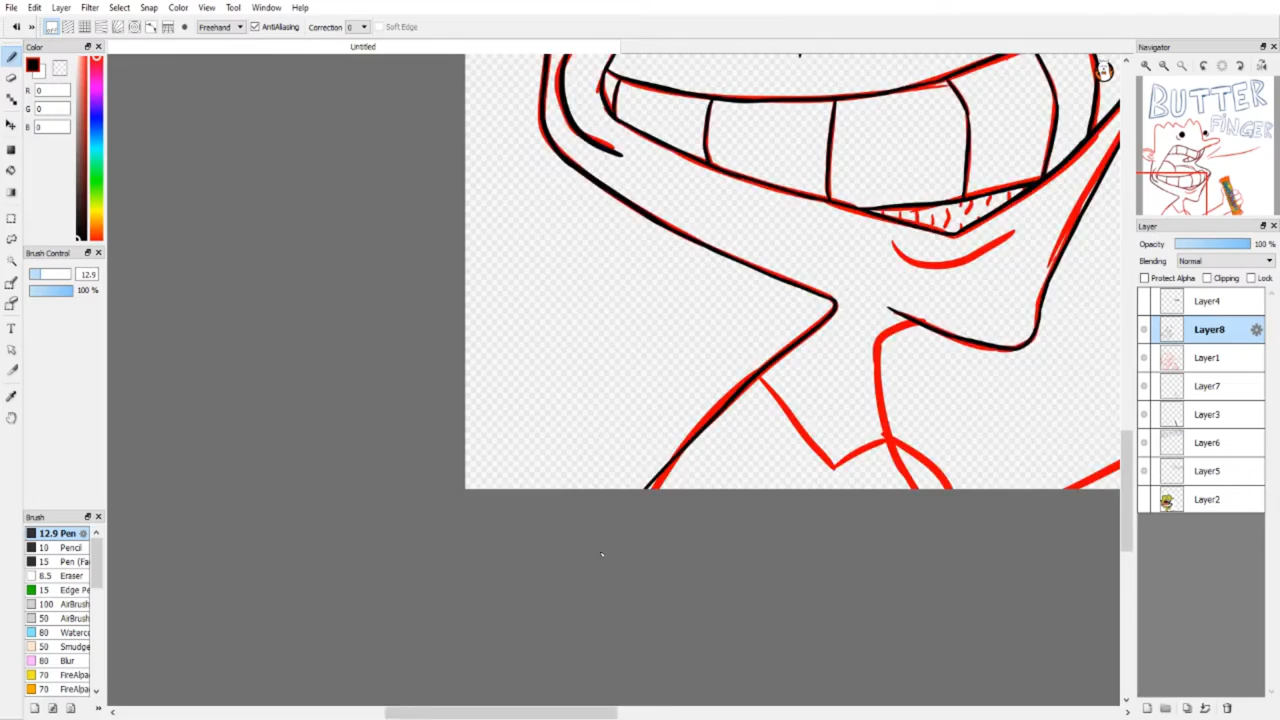 File Edit Layer Filter Select Snap Color View Tool Window Help
Freehand AntiAliasing Correction 0 Soft Edge
Color
Untitled
Navigator
R 0
G 0
B 0
BUTTER
FINGER
Layer
Opacity 100 %
Blending Normal
Protect Alpha Clipping Lock
Layer4
Layer8
Layer1
Layer7
Layer3
Layer6
Layer5
Layer2
Brush Control
12.9
100 %
Brush
12.9 Pen
10 Pencil
15 Pen (Fa
8.5 Eraser
15 Edge Pe
100 AirBrush
50 AirBrush
80 Waterco
50 Smudge
80 Blur
70 FireAlpa
70 FireAlpa